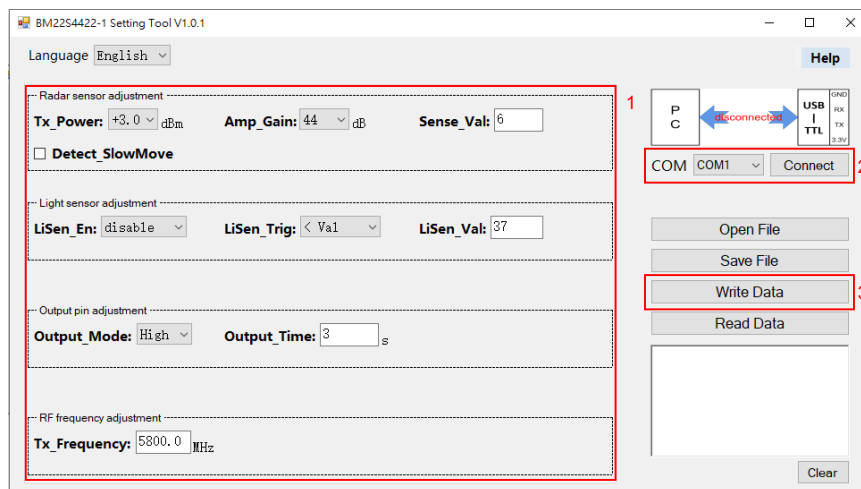 BM22S4422-1 Setting Tool V1.0.1
Language English
Help
1
Radar sensor adjustment
Tx_Power: +3.0 dBm Amp_Gain: 44 dB Sense_Val: 6
Detect_SlowMove
Light sensor adjustment
LiSen_En: disable LiSen_Trig: < Val LiSen_Val: 37
Output pin adjustment
Output_Mode: High Output_Time: 3 s
RF frequency adjustment
Tx_Frequency: 5800.0 MHz
PC
disconnected
USB
|
TTL
GND
RX
TX
3.3V
COM COM1 Connect 2
Open File
Save File
Write Data 3
Read Data
Clear